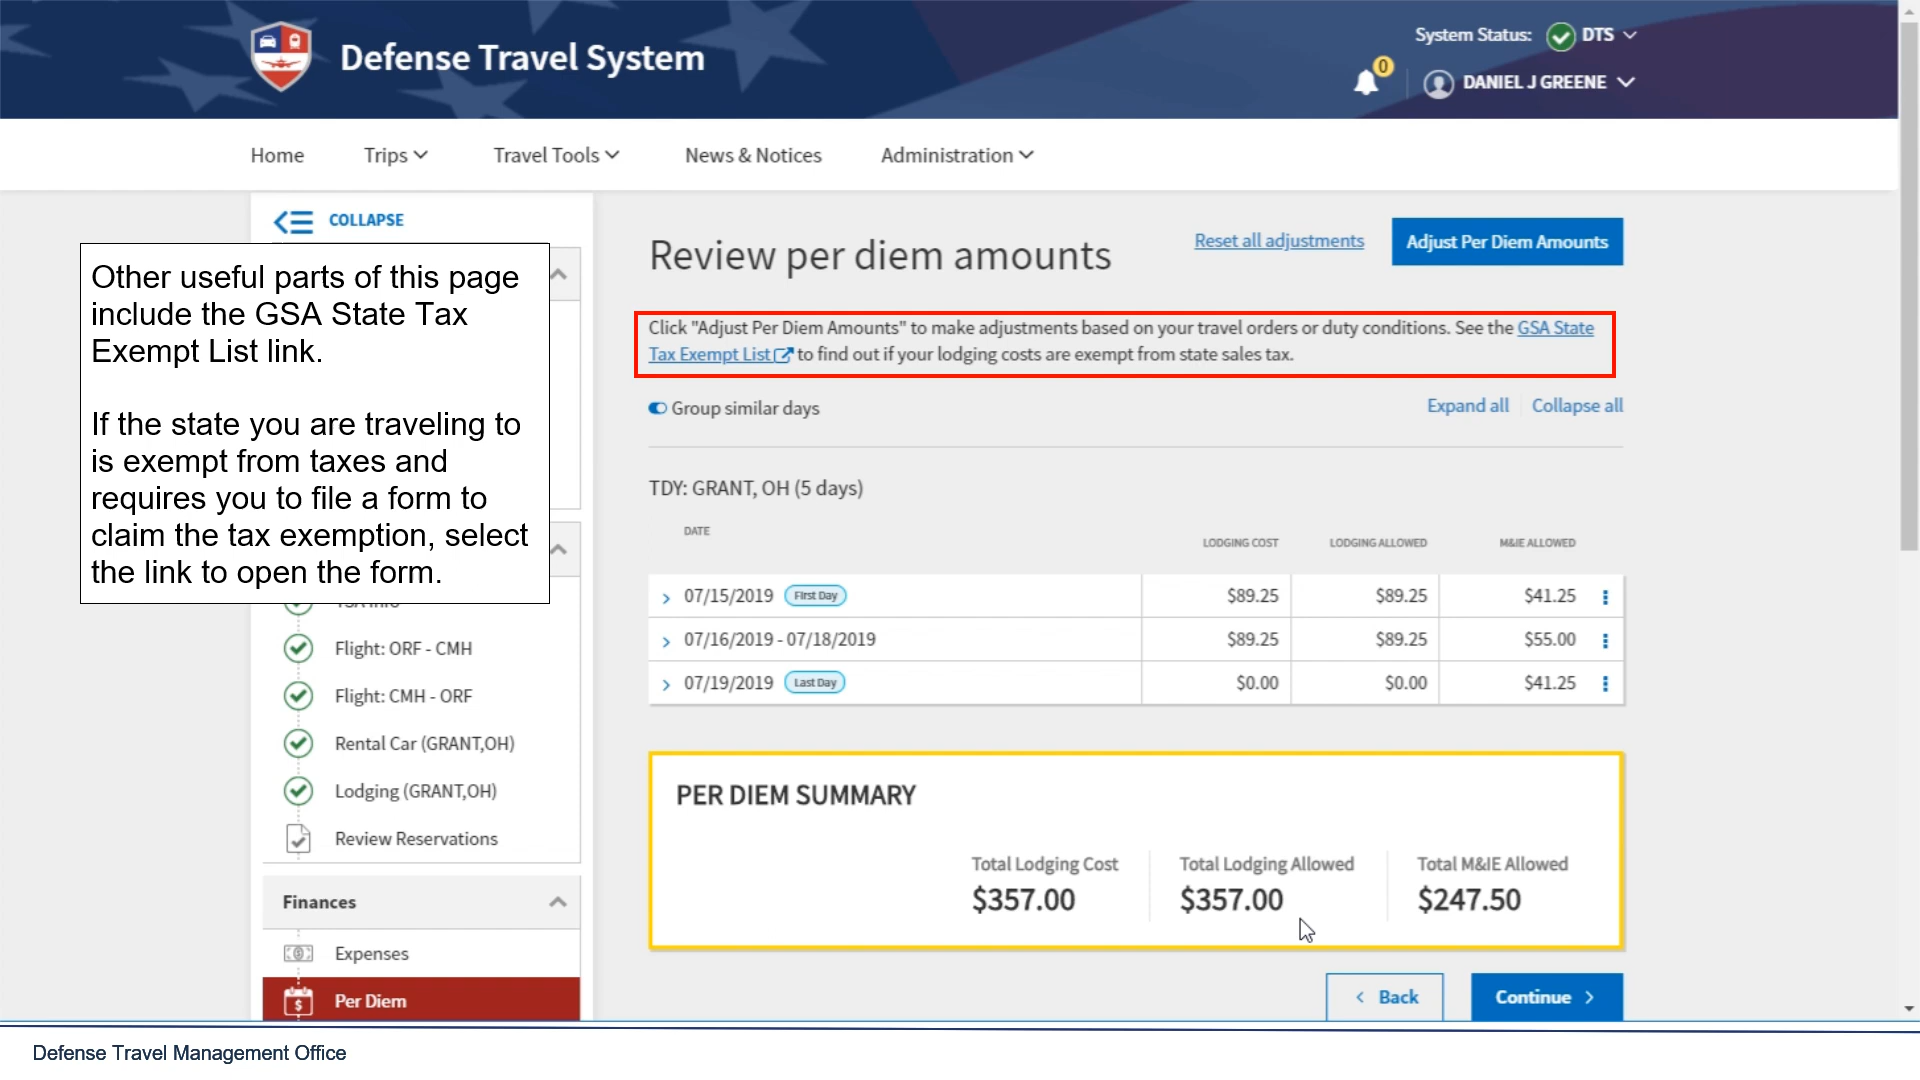 Defense Travel System
System Status: DTS
0
DANIEL J GREENE
Home
Trips
Travel Tools
News & Notices
Administration
COLLAPSE
Other useful parts of this page
include the GSA State Tax
Exempt List link.
If the state you are traveling to
is exempt from taxes and
requires you to file a form to
claim the tax exemption, select
the link to open the form.
Flight: ORF - CMH
Flight: CMH - ORF
Rental Car (GRANT,OH)
Lodging (GRANT,OH)
Review Reservations
Finances
Expenses
Per Diem
Review per diem amounts
Reset all adjustments
Adjust Per Diem Amounts
Click "Adjust Per Diem Amounts" to make adjustments based on your travel orders or duty conditions. See the GSA State
Tax Exempt List to find out if your lodging costs are exempt from state sales tax.
Group similar days
Expand all
Collapse all
TDY: GRANT, OH (5 days)
DATE
LODGING COST
LODGING ALLOWED
M&IE ALLOWED
07/15/2019 First Day $89.25 $89.25 $41.25
07/16/2019 - 07/18/2019 $89.25 $89.25 $55.00
07/19/2019 Last Day $0.00 $0.00 $41.25
PER DIEM SUMMARY
Total Lodging Cost
$357.00
Total Lodging Allowed
$357.00
Total M&IE Allowed
$247.50
Back
Continue
Defense Travel Management Office